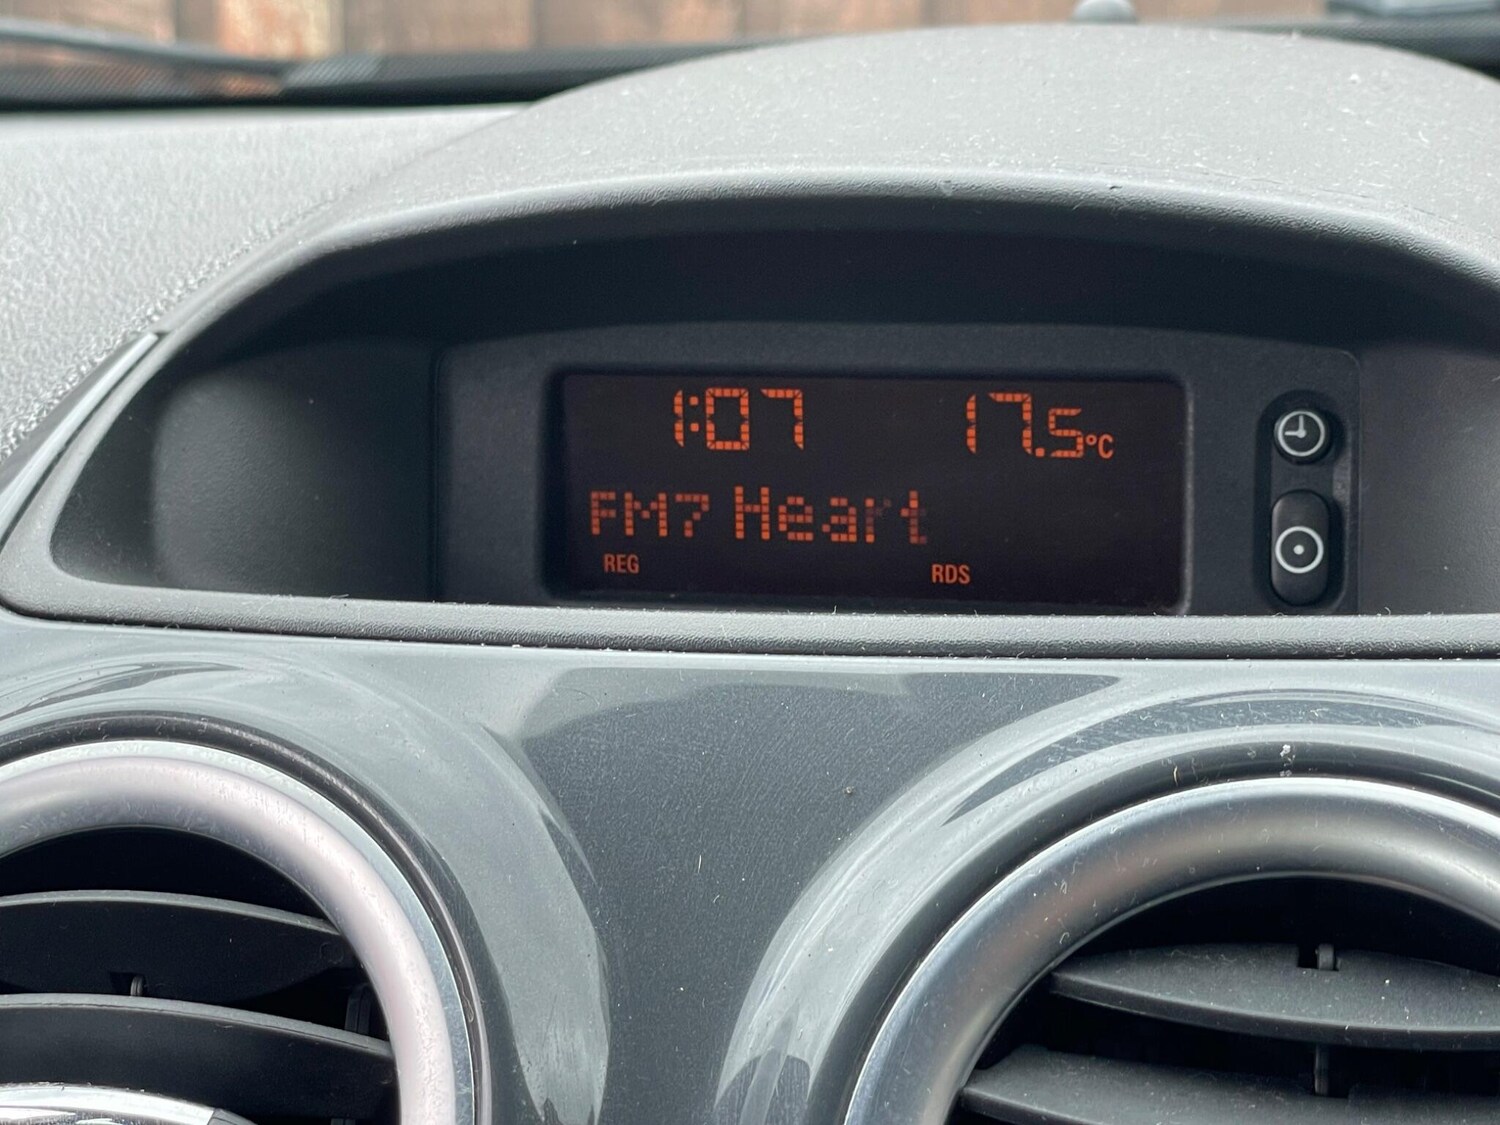 1:07 17.5°C
FM7 Heart
REG RDS